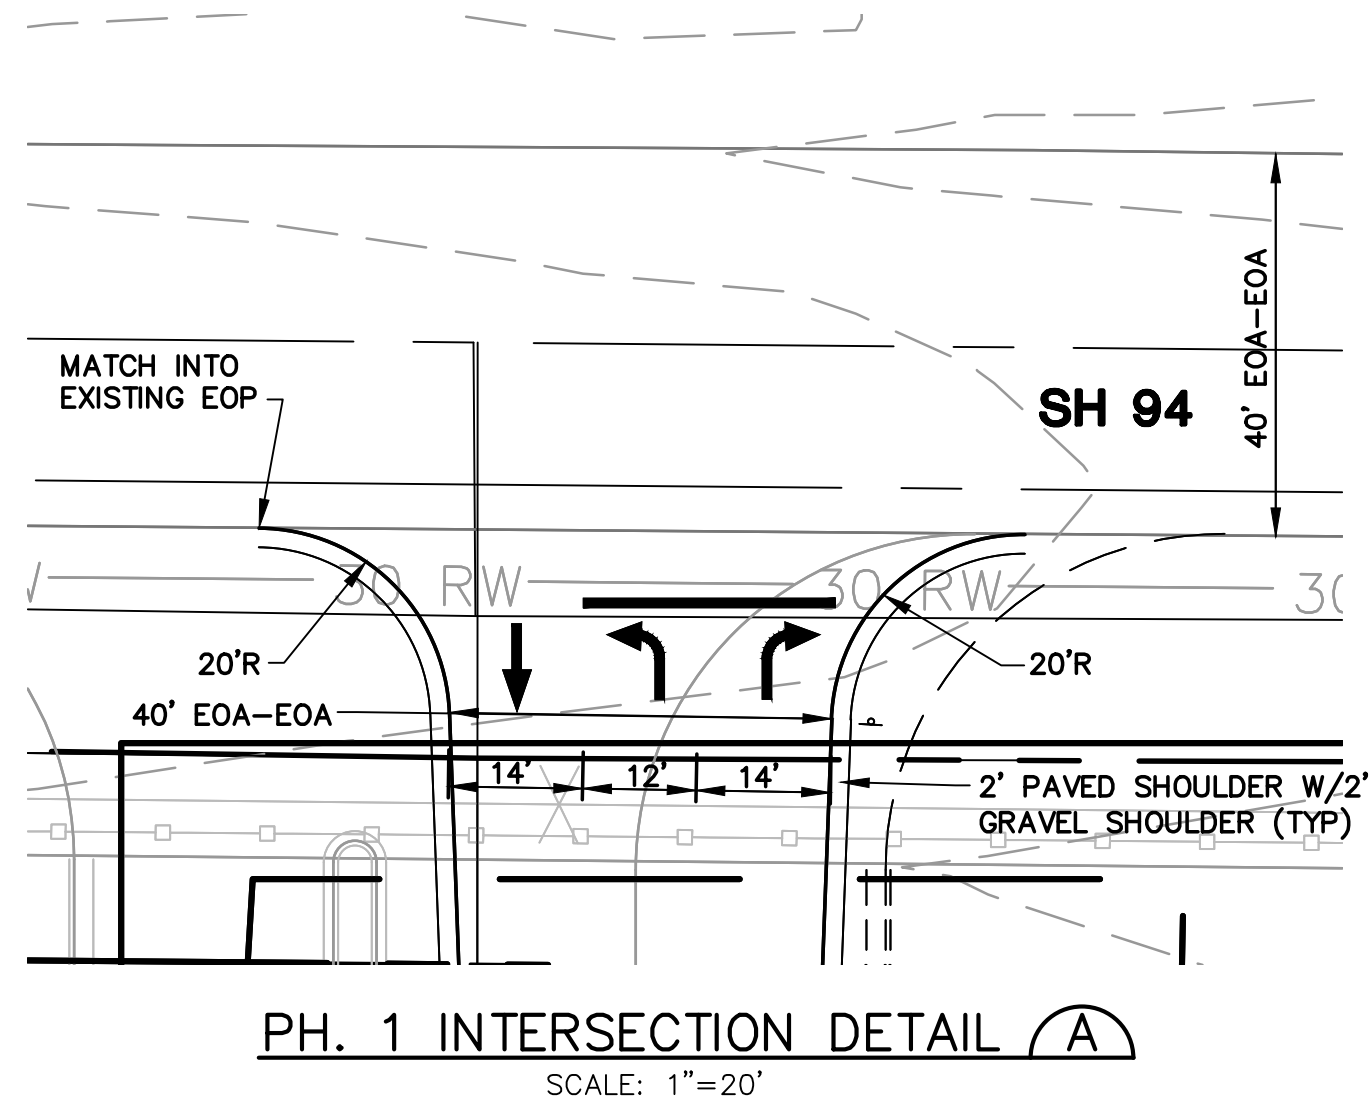 40' EOA-EOA
MATCH INTO
EXISTING EOP
SH 94
30 RW
30 RW
20'R
20'R
40' EOA-EOA
P
14'
12'
14'
2' PAVED SHOULDER W/2'
GRAVEL SHOULDER (TYP)
PH. 1 INTERSECTION DETAIL A
SCALE: 1"=20'